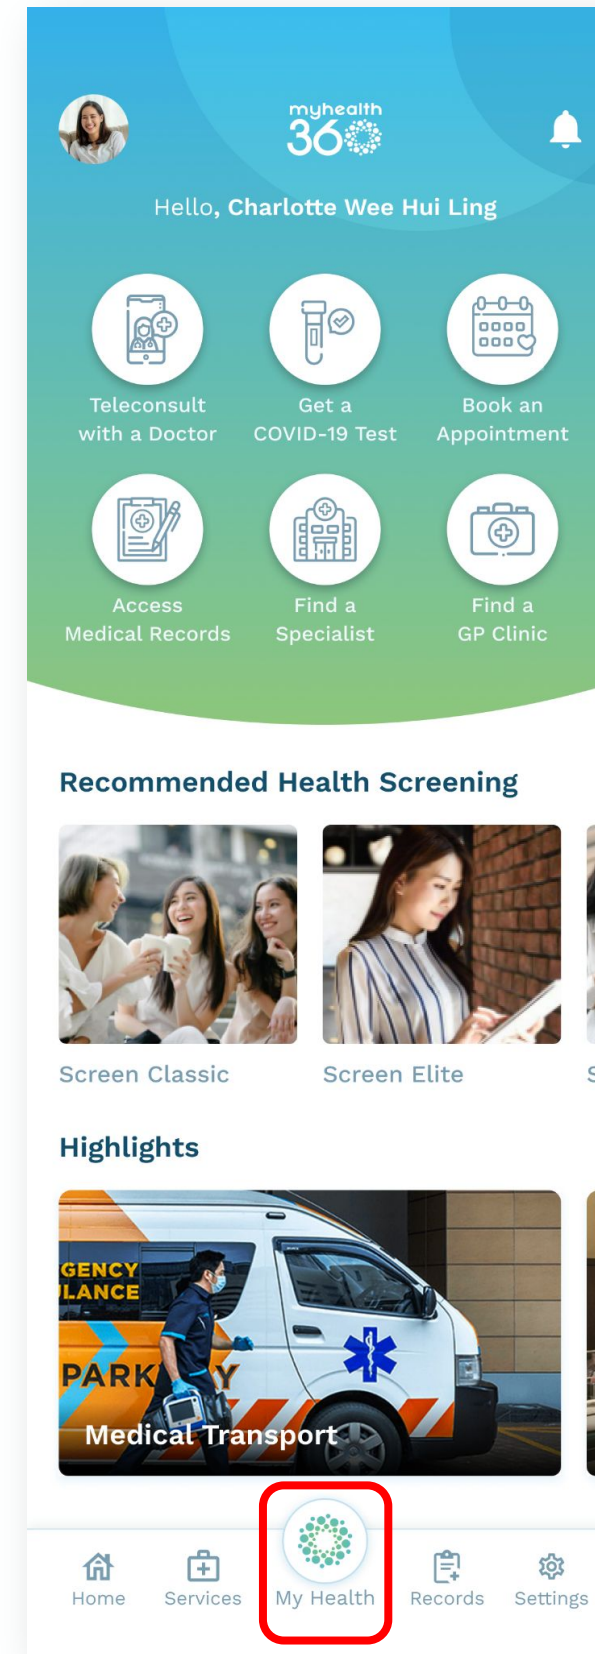 myhealth
360
Hello, Charlotte Wee Hui Ling
Teleconsult
with a Doctor
Get a
COVID-19 Test
Book an
Appointment
Access
Medical Records
Find a
Specialist
Find a
GP Clinic
Recommended Health Screening
Screen Classic
Screen Elite
S
Highlights
GENCY
LANCE
PARK
Y
Medical Transport
Home
Services
My Health
Records
Settings